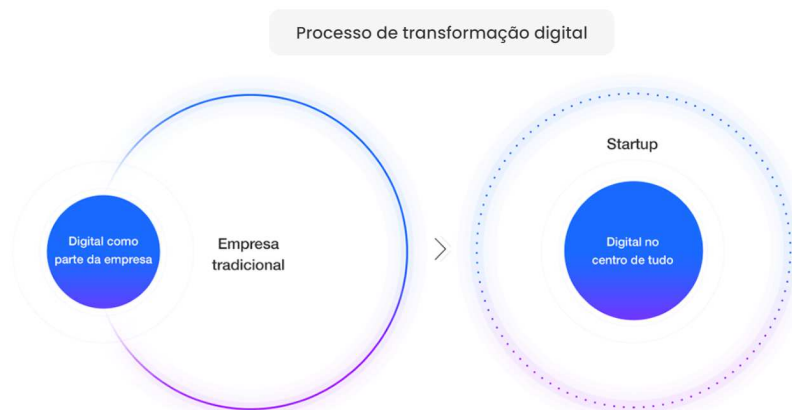 Processo de transformação digital
Digital como
parte da empresa
Empresa
tradicional
Startup
Digital no
centro de tudo